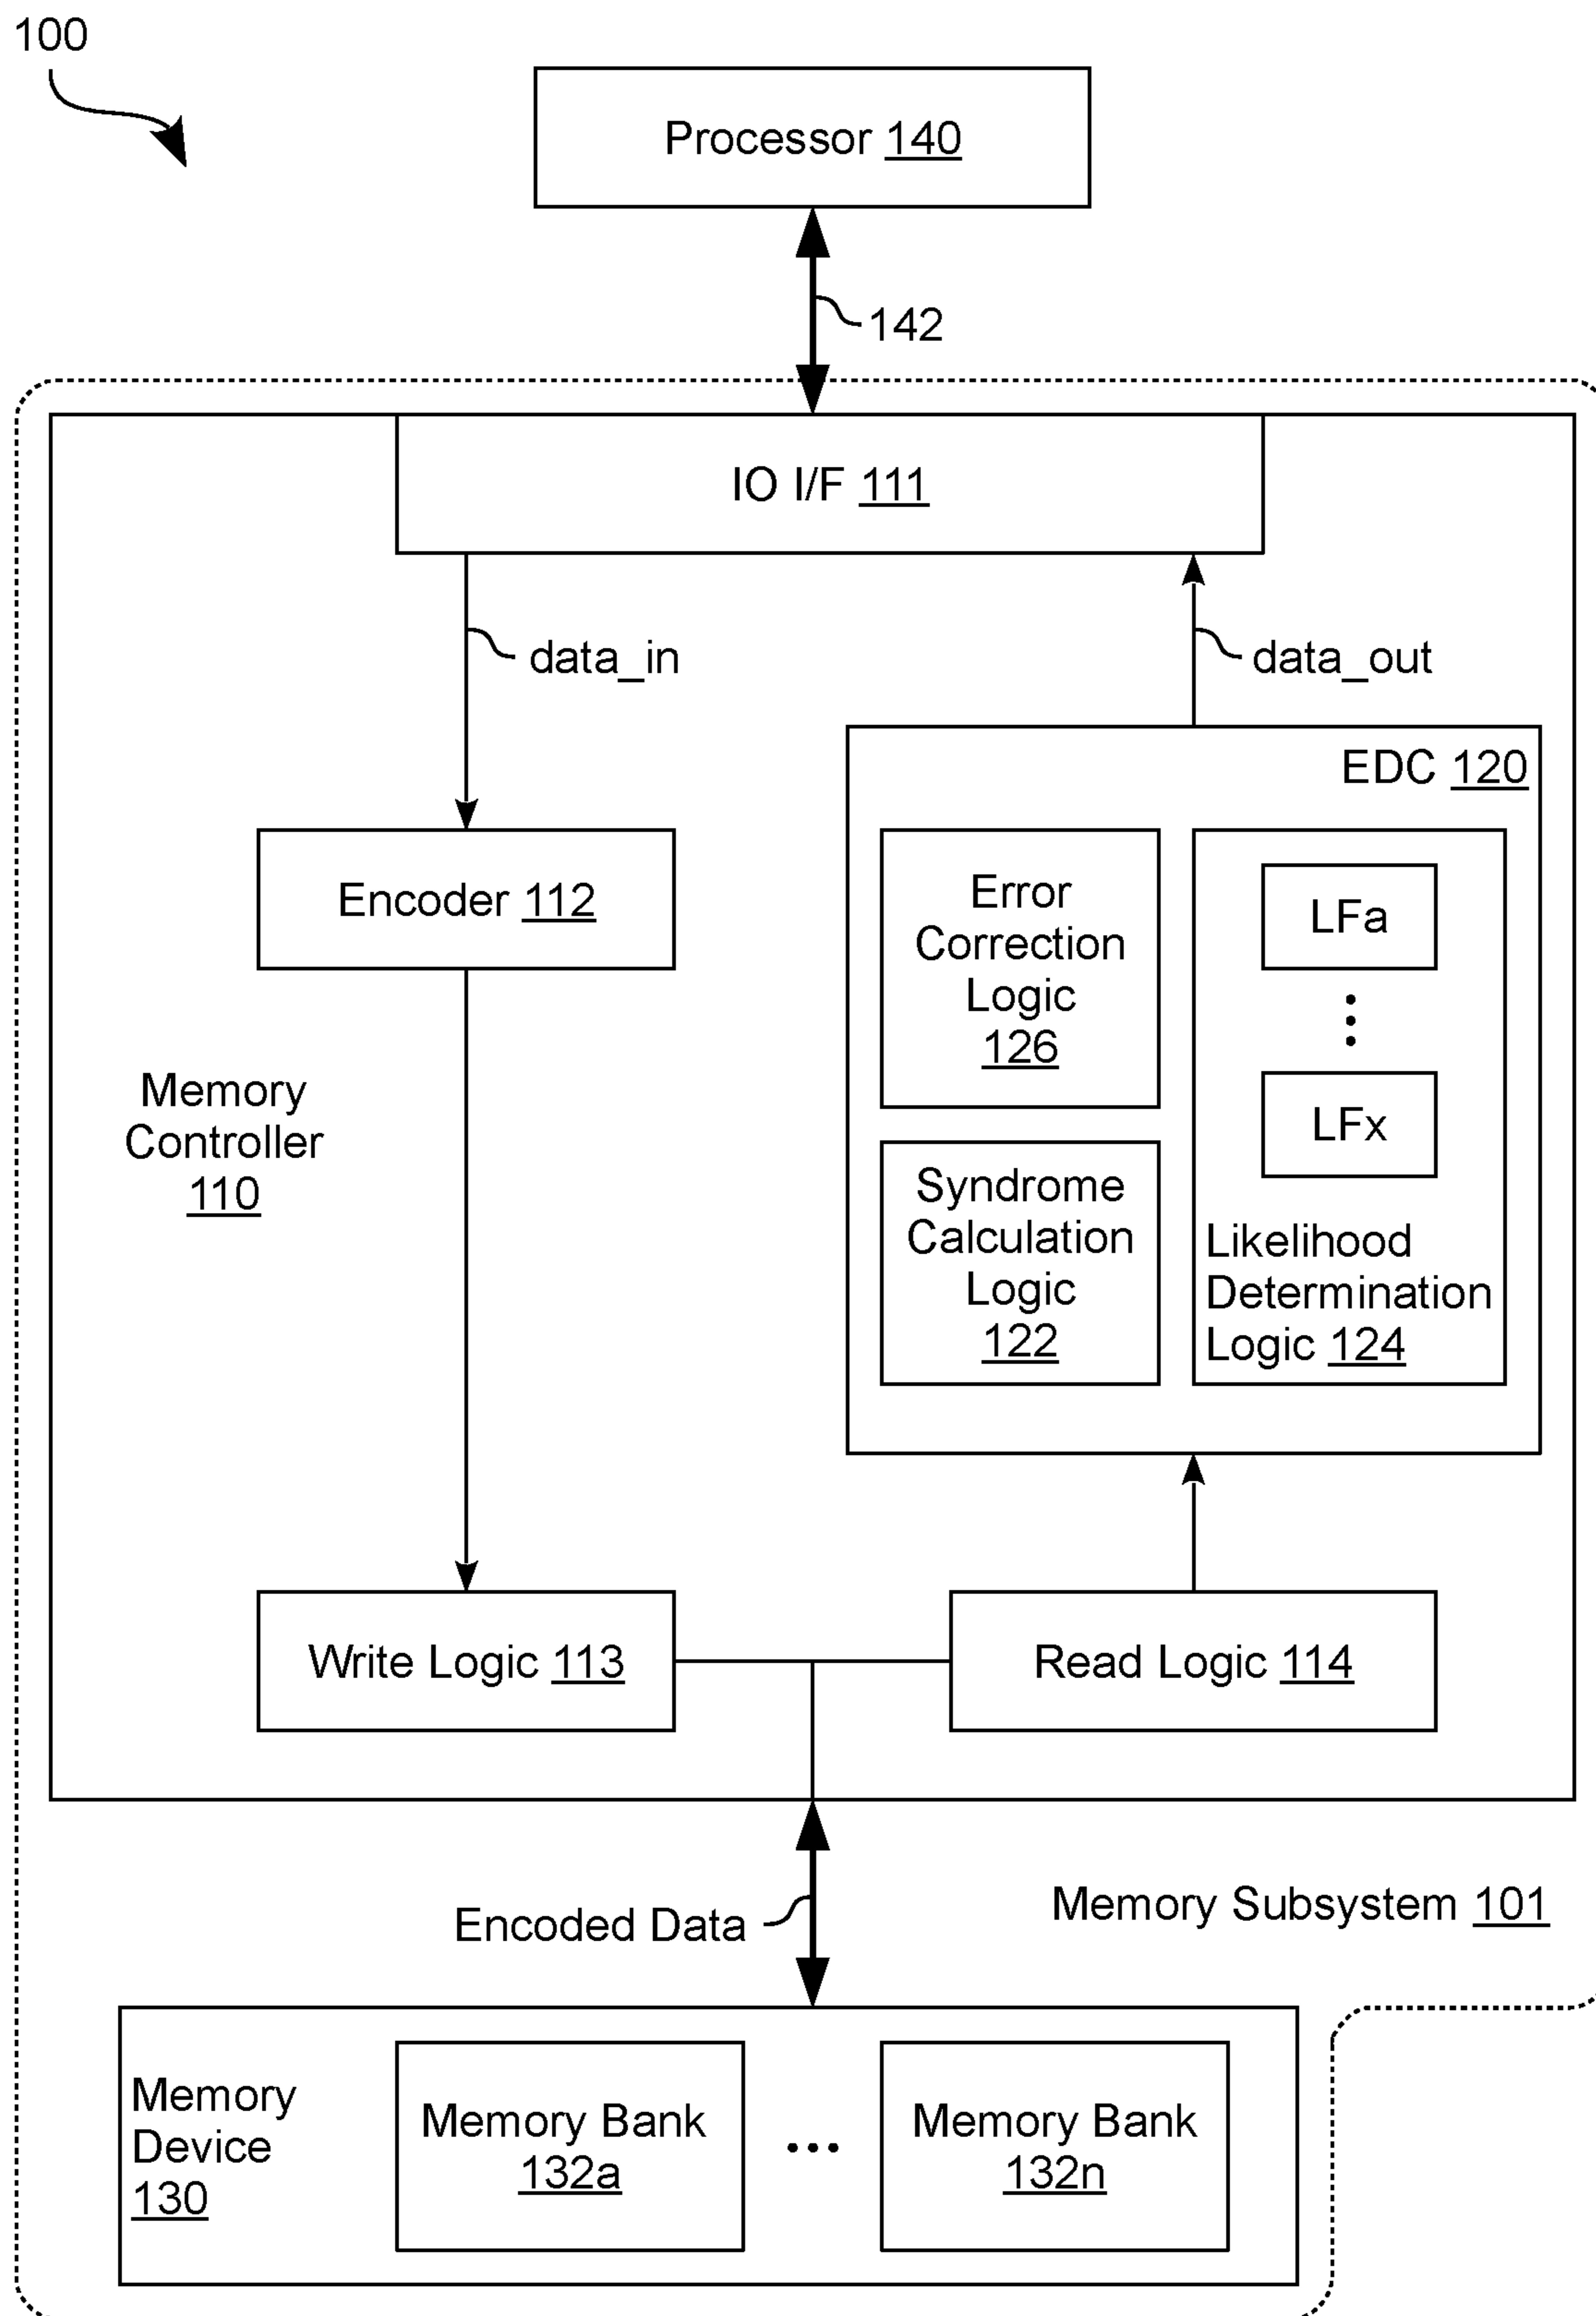 100
Processor 140
142
IO I/F 111
data_in
data_out
EDC 120
Encoder 112
Error
Correction
Logic
126
LFa
LFx
Memory
Controller
110
Syndrome
Calculation
Logic
122
Likelihood
Determination
Logic 124
Write Logic 113
Read Logic 114
Encoded Data
Memory Subsystem 101
Memory
Device
130
Memory Bank
132a
Memory Bank
132n